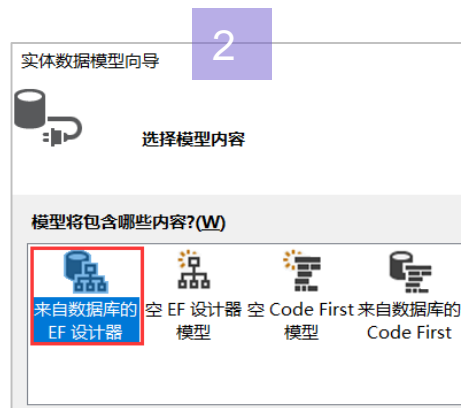 2
实体数据模型向导
选择模型内容
模型将包含哪些内容?(W)
来自数据库的 EF 设计器
空 EF 设计器 模型
空 Code First 模型
来自数据库的 Code First